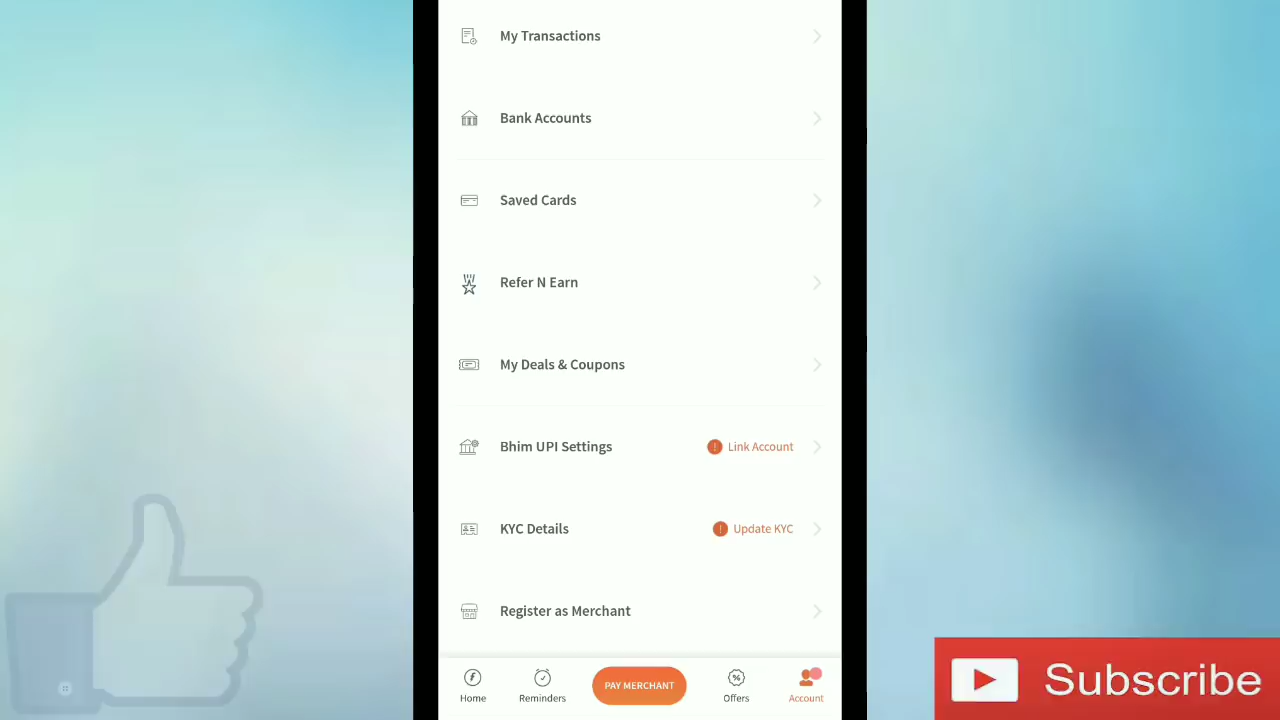 My Transactions
Bank Accounts
Saved Cards
Refer N Earn
My Deals & Coupons
Bhim UPI Settings
Link Account
KYC Details
Update KYC
Register as Merchant
Home
Reminders
PAY MERCHANT
Offers
Account
Subscribe